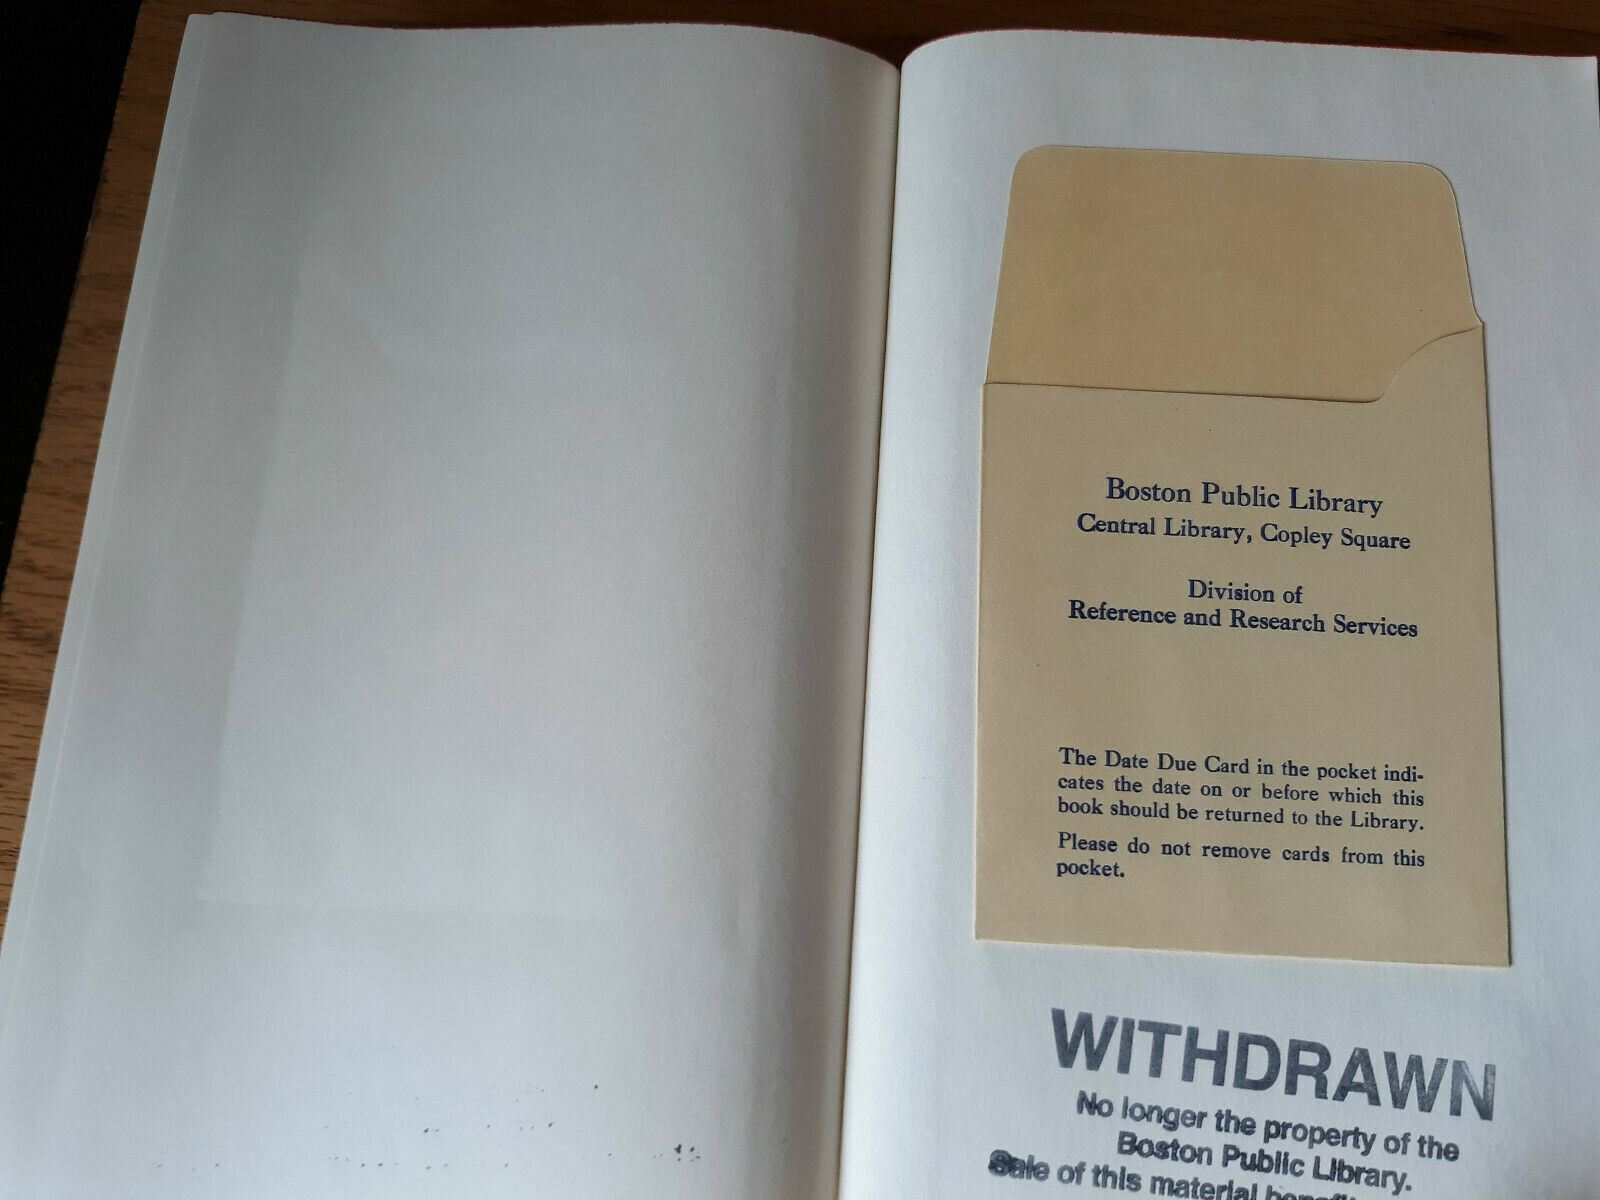 Boston Public Library
Central Library, Copley Square
Division of
Reference and Research Services
The Date Due Card in the pocket indi-
cates the date on or before which this
book should be returned to the Library.
Please do not remove cards from this
pocket.
WITHDRAWN
No longer the property of the
Boston Public Library.
Sale of this material